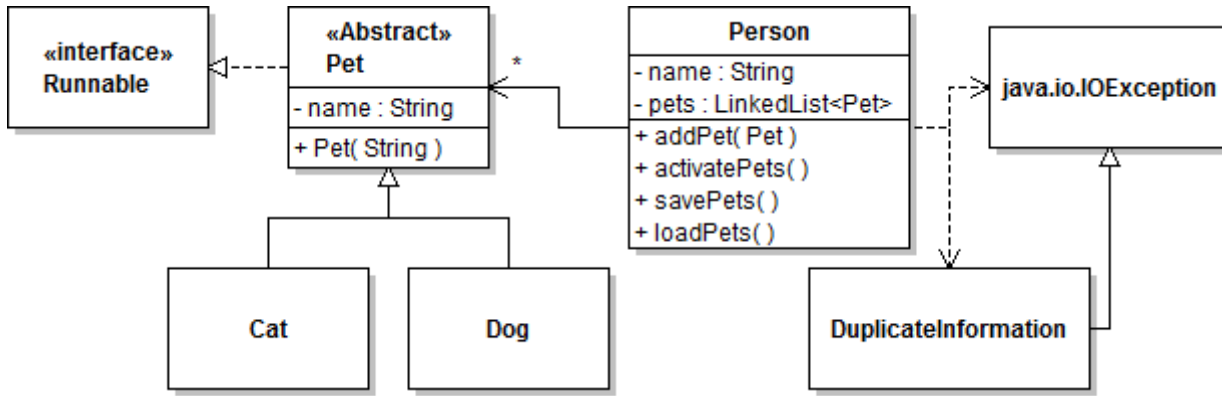 «interface»
Runnable
«Abstract»
Pet
- name : String
+ Pet( String )
*
Person
- name : String
- pets : LinkedList<Pet>
+ addPet( Pet )
+ activatePets( )
+ savePets( )
+ loadPets( )
java.io.IOException
Cat
Dog
DuplicateInformation